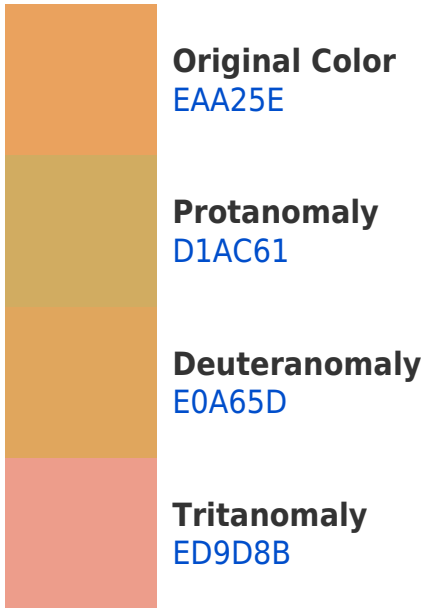 Original Color
EAA25E
Protanomaly
D1AC61
Deuteranomaly
E0A65D
Tritanomaly
ED9D8B